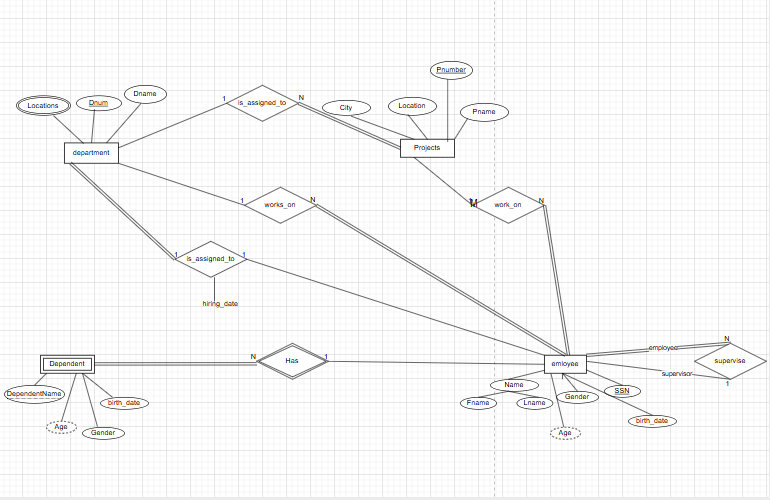 Pnumber
Dname
1
N
Locations
Dnum
is_assigned_to
City
Location
Pname
department
Projects
1
works_on
N
M
work_on
N
1
is_assigned_to
1
hiring_date
employee
N
Dependent
N
Has
1
emloyee
supervise
supervisor
1
Name
DependentName
birth_date
Fname
Lname
Gender
SSN
Age
Gender
Age
birth_date